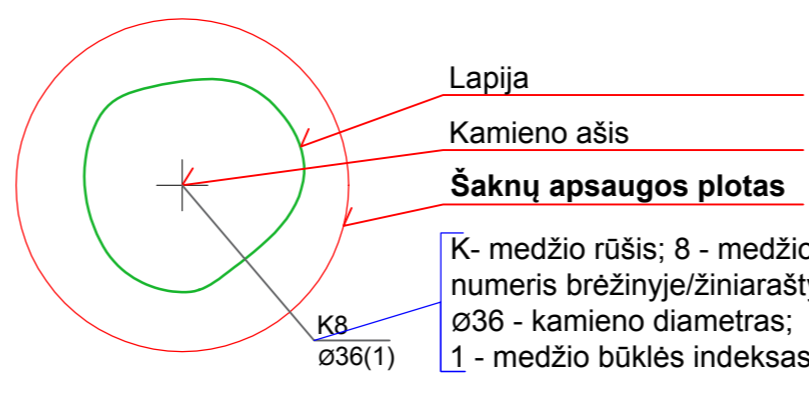 Lapija
Kamieno ašis
Šaknų apsaugos plotas
K- medžio rūšis; 8 - medžio
numeris brėžinyje/žiniarašty
Ø36 - kamieno diametras;
1 - medžio būklės indeksas
K8
Ø36(1)